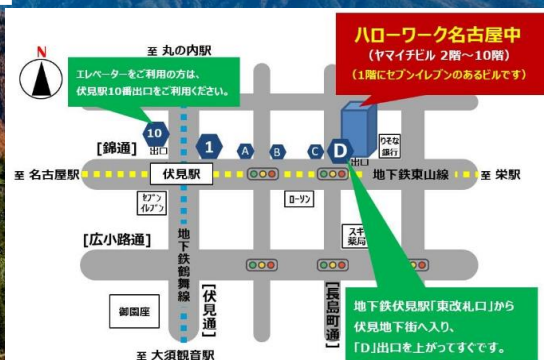 ハローワーク名古屋中
(ヤマイチビル 2階~10階)
(1階にセブンイレブンのあるビルです)
N
至 丸の内駅
エレベーターをご利用の方は、
伏見駅10番出口をご利用ください。
10
出口
1
A
B
C
D
出口
りそな
銀行
[錦通]
至 名古屋駅
伏見駅
地下鉄東山線
至 栄駅
セブン
イレブン
ローソン
スギ
薬局
[広小路通]
地下鉄鶴舞線
[伏見通]
[長島町通]
御園座
至 大須観音駅
地下鉄伏見駅「東改札口」から
伏見地下街へ入り、
「D」出口を上がってすぐです。